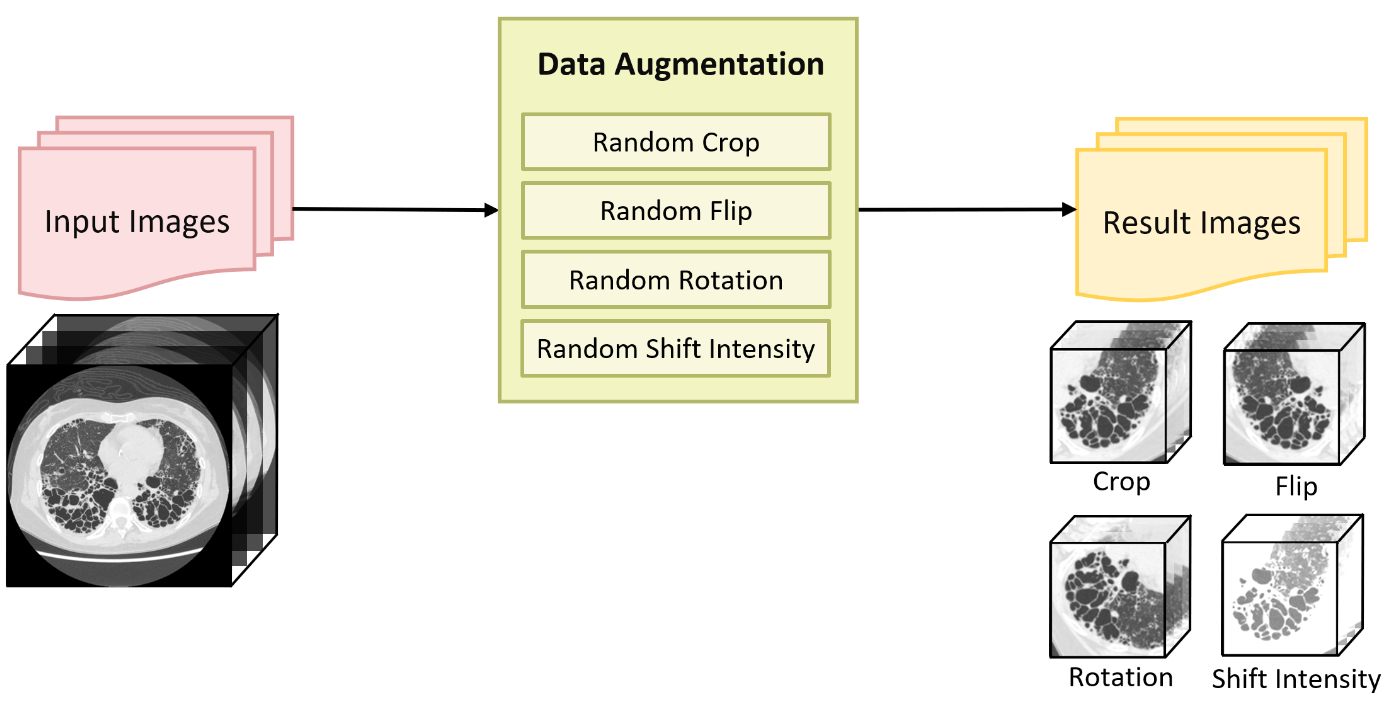 Data Augmentation
Input Images
Random Crop
Random Flip
Random Rotation
Random Shift Intensity
Result Images
Crop
Flip
Rotation
Shift Intensity